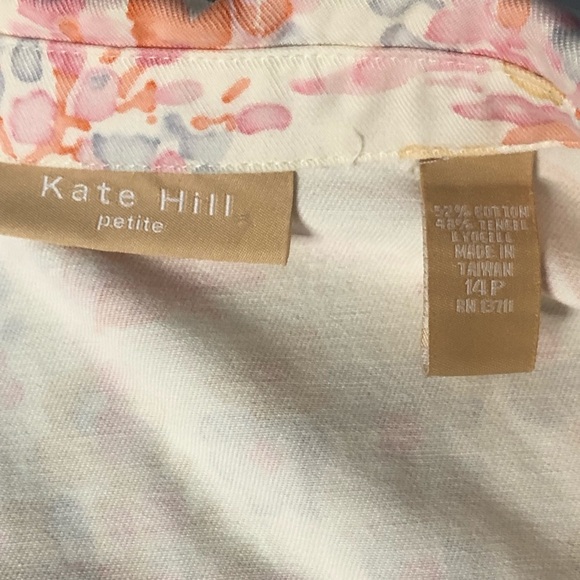 Kate Hill
petite
52% COTTON
48% TENCEL
LYOCELL
MADE IN
TAIWAN
14P
RN 13711